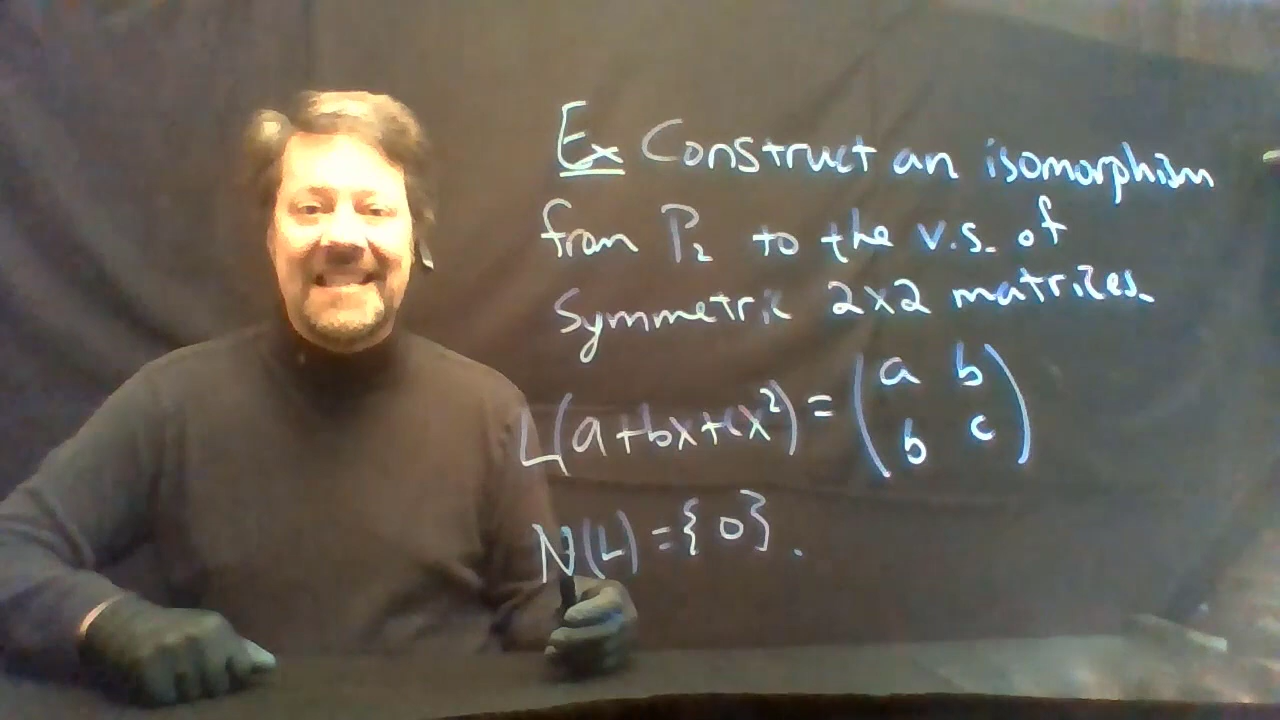 Ex Construct an isomorphism
from P₂ to the v.s. of
Symmetric 2x2 matrices.
L(a+bx+cx²) = (a b
b c)
N(L) = {0}.